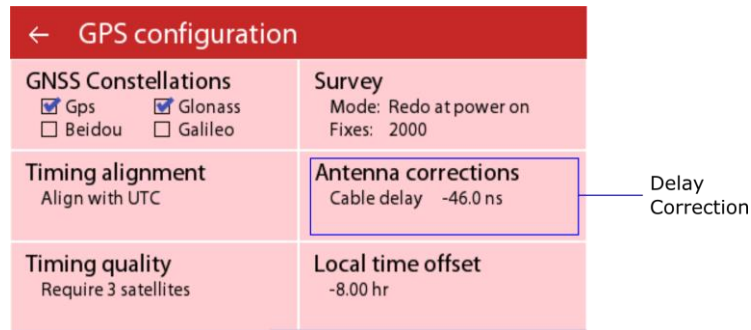 ← GPS configuration
GNSS Constellations
Gps Glonass
Beidou Galileo
Survey
Mode: Redo at power on
Fixes: 2000
Timing alignment
Align with UTC
Antenna corrections
Cable delay -46.0 ns
Delay
Correction
Timing quality
Require 3 satellites
Local time offset
-8.00 hr